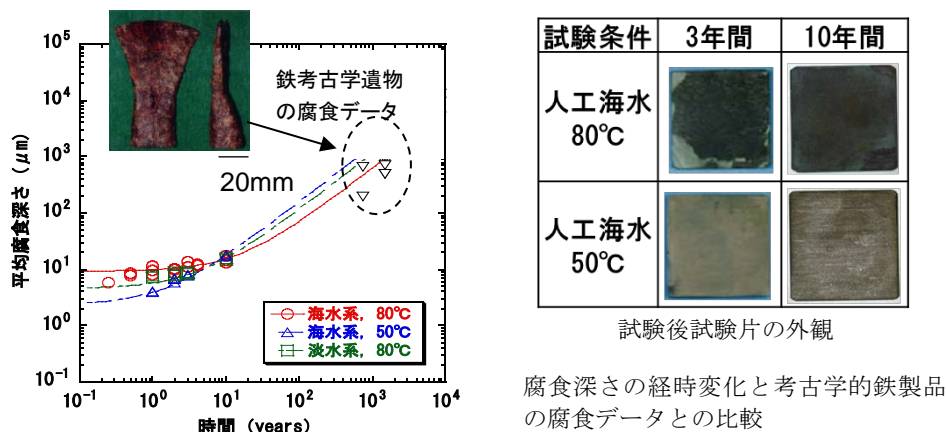 10⁵
10⁴
10³
10²
10¹
10⁰
10⁻¹
平均腐食深さ (μm)
鉄考古学遺物
の腐食データ
20mm
海水系, 80℃
海水系, 50℃
淡水系, 80℃
10⁻¹ 10⁰ 10¹ 10² 10³ 10⁴
時間 (years)
試験条件 3年間 10年間
人工海水
80℃
人工海水
50℃
試験後試験片の外観
腐食深さの経時変化と考古学的鉄製品
の腐食データとの比較